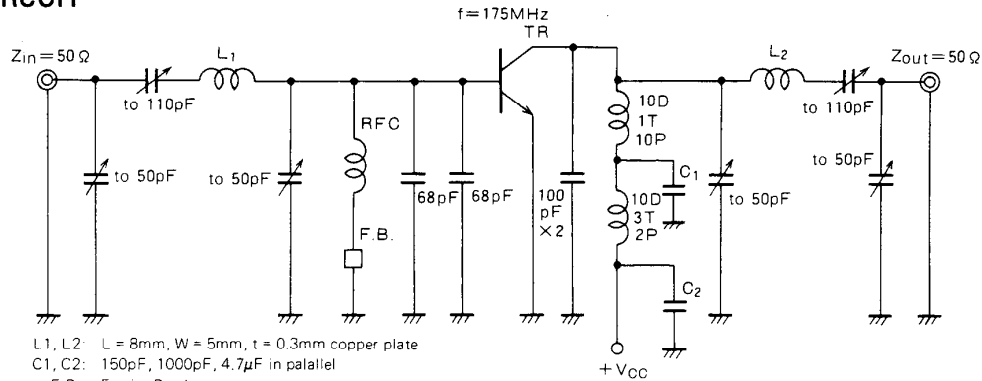 f=175MHz
TR
Zin=50Ω
L1
L2
Zout=50Ω
to 110pF
to 110pF
RFC
10D
1T
10P
to 50pF
to 50pF
68pF
68pF
100
pF
×2
C1
10D
3T
2P
to 50pF
to 50pF
F.B.
C2
+VCC
L1, L2: L = 8mm, W = 5mm, t = 0.3mm copper plate
C1, C2: 150pF, 1000pF, 4.7μF in palallel